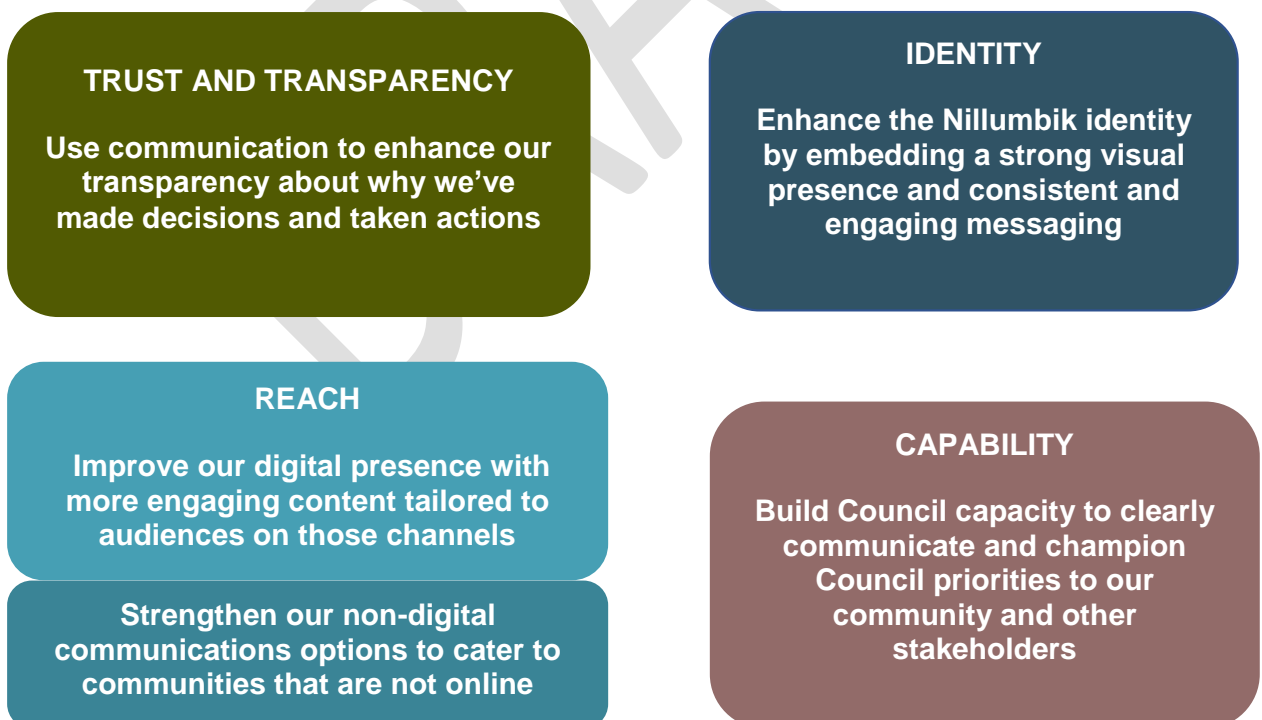 TRUST AND TRANSPARENCY
Use communication to enhance our
transparency about why we’ve
made decisions and taken actions
IDENTITY
Enhance the Nillumbik identity
by embedding a strong visual
presence and consistent and
engaging messaging
REACH
Improve our digital presence with
more engaging content tailored to
audiences on those channels
Strengthen our non-digital
communications options to cater to
communities that are not online
CAPABILITY
Build Council capacity to clearly
communicate and champion
Council priorities to our
community and other
stakeholders